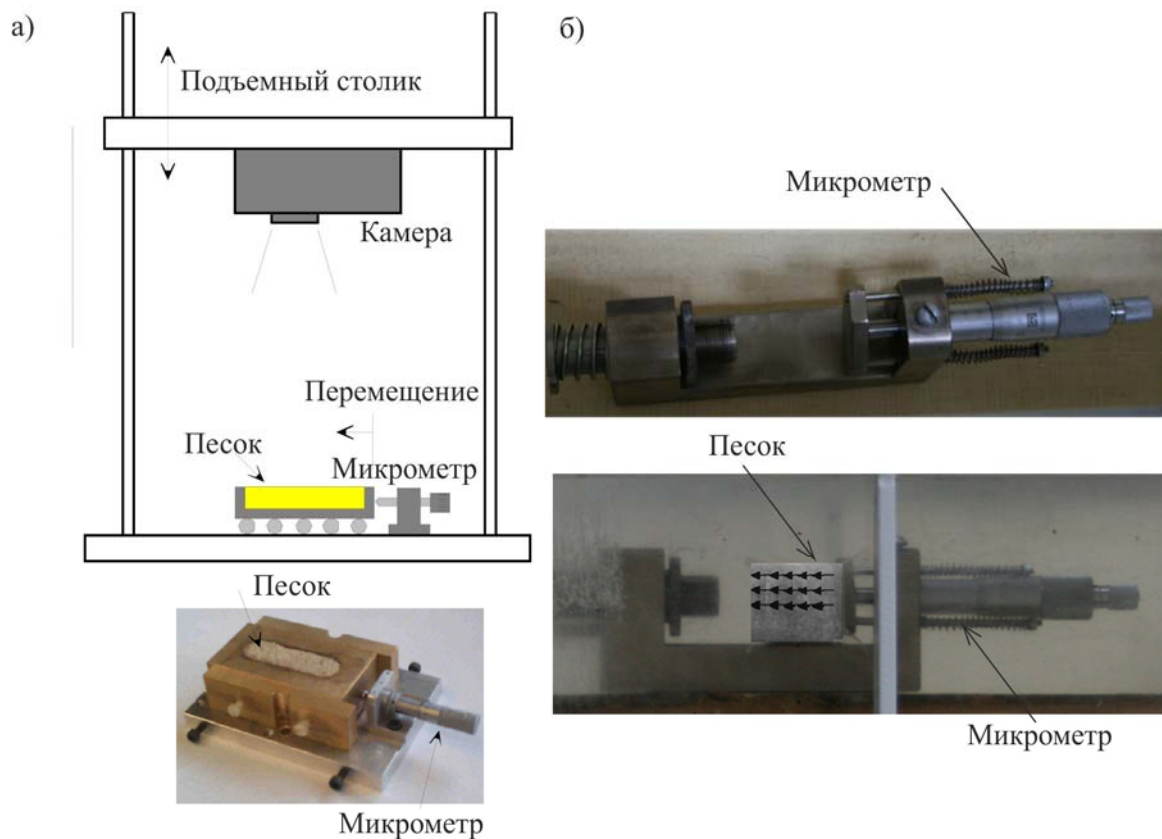 а)
Подъемный столик
Камера
Перемещение
Песок
Микрометр
Песок
Микрометр
б)
Микрометр
Песок
Микрометр